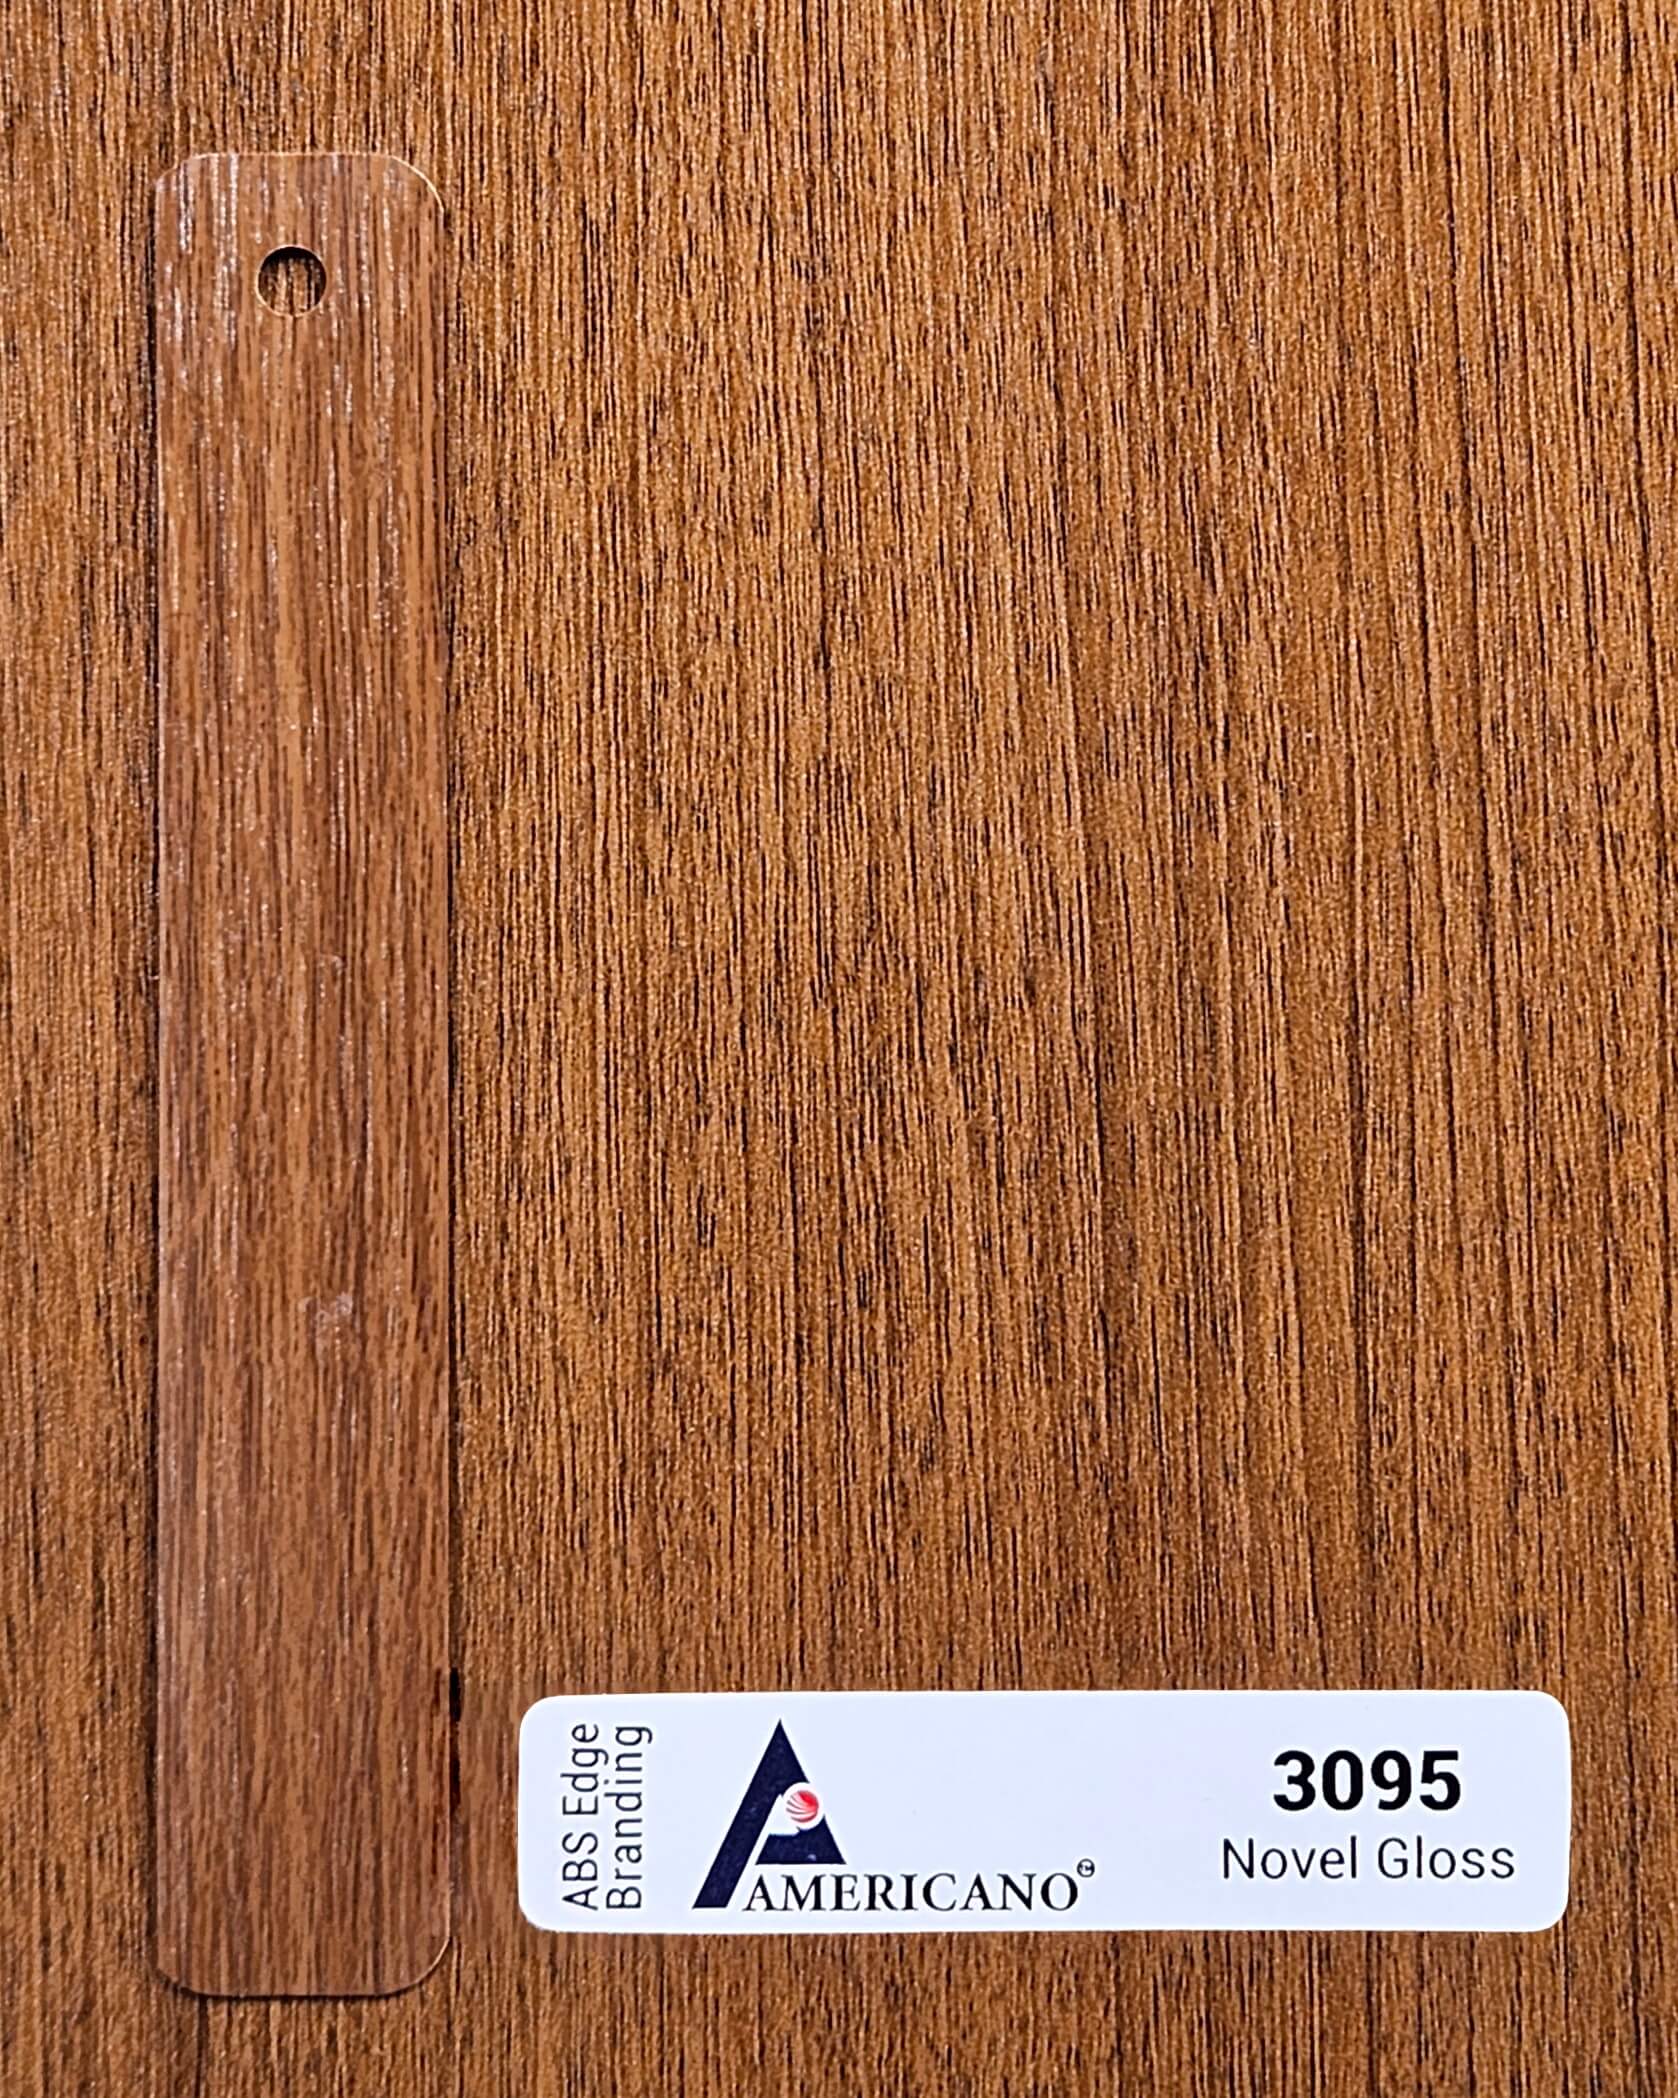 ABS Edge
Branding
AMERICANO
3095
Novel Gloss